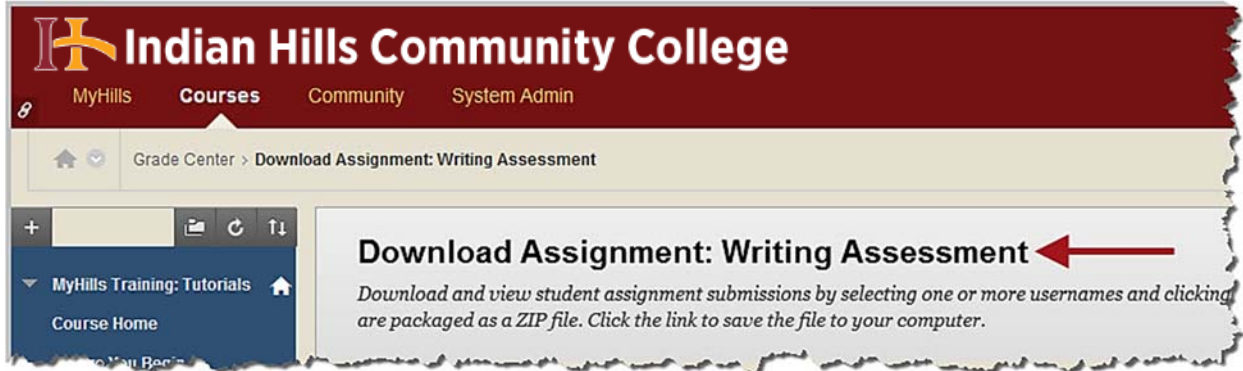 Indian Hills Community College
MyHills Courses Community System Admin
Grade Center > Download Assignment: Writing Assessment
Download Assignment: Writing Assessment
Download and view student assignment submissions by selecting one or more usernames and clicking
are packaged as a ZIP file. Click the link to save the file to your computer.
MyHills Training: Tutorials
Course Home
You Begin